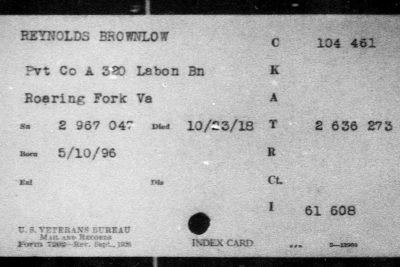 REYNOLDS BROWNLOW C 104 461
Pvt Co A 320 Labon Bn K
Roaring Fork Va A
Sn 2 967 047 Died 10/23/18 T 2 636 273
Born 5/10/96 R
Enl Dis Ct.
I 61 608
U. S. VETERANS BUREAU
MAIL AND RECORDS
Form 7202—Rev. Sept., 1928 INDEX CARD